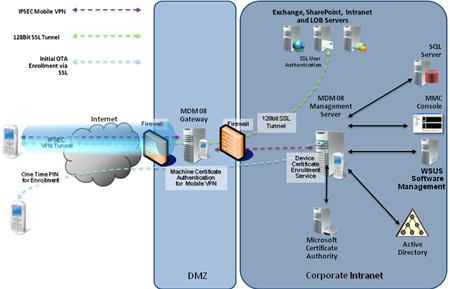 IPSEC Mobile VPN
128Bit SSL Tunnel
Initial OTA
Enrollment via
SSL
Exchange, SharePoint, Intranet
and LOB Servers
SSL User
Authentication
SQL
Server
Internet
Firewall
MDM 08
Gateway
Firewall
128bit SSL
Tunnel
MDM 08
Management
Server
MMC
Console
IPSEC
VPN Tunnel
One Time PIN
for Enrollment
Machine Certificate
Authentication
for Mobile VPN
Device
Certificate
Enrollment
Service
WSUS
Software
Management
Microsoft
Certificate
Authority
Active
Directory
DMZ
Corporate Intranet